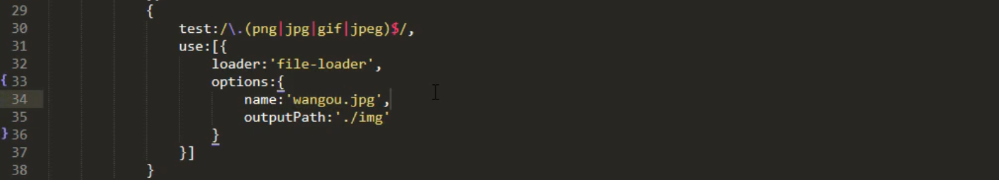 29 {
30 test:/\.(png|jpg|gif|jpeg)$/,
31 use:[{
32 loader:'file-loader',
{ 33 options:{
34 name:'wangou.jpg',
35 outputPath:'./img'
} 36 }
37 }]
38 }